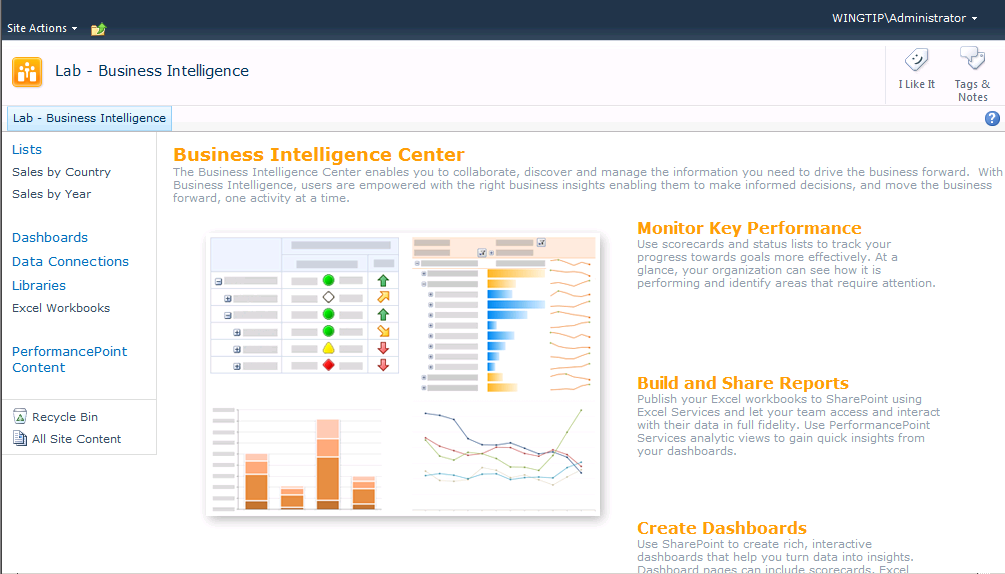 Site Actions
WINGTIP\Administrator
Lab - Business Intelligence
I Like It
Tags &
Notes
Lab - Business Intelligence
Lists
Sales by Country
Sales by Year
Dashboards
Data Connections
Libraries
Excel Workbooks
PerformancePoint
Content
Recycle Bin
All Site Content
Business Intelligence Center
The Business Intelligence Center enables you to collaborate, discover and manage the information you need to drive the business forward.  With
Business Intelligence, users are empowered with the right business insights enabling them to make informed decisions, and move the business
forward, one activity at a time.
Monitor Key Performance
Use scorecards and status lists to track your
progress towards goals more effectively. At a
glance, your organization can see how it is
performing and identify areas that require attention.
Build and Share Reports
Publish your Excel workbooks to SharePoint using
Excel Services and let your team access and interact
with their data in full fidelity. Use PerformancePoint
Services analytic views to gain quick insights from
your dashboards.
Create Dashboards
Use SharePoint to create rich, interactive
dashboards that help you turn data into insights.
Dashboard pages can include scorecards, Excel